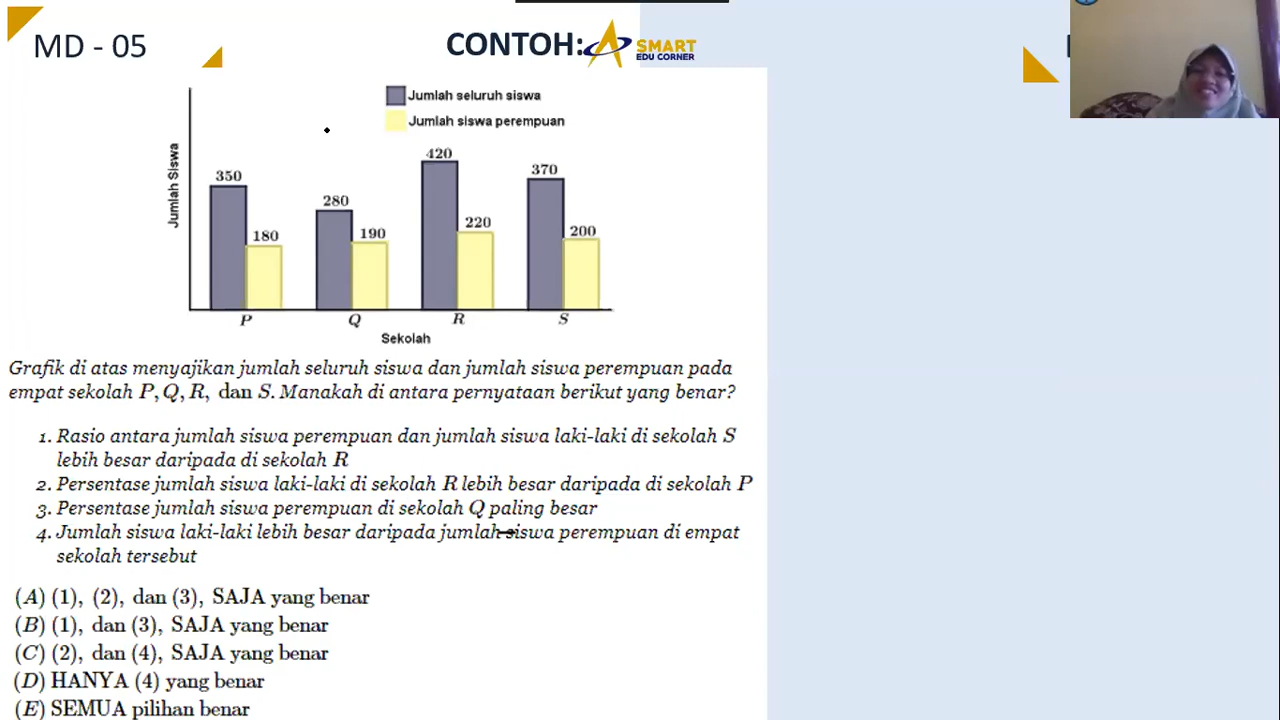 MD - 05
CONTOH:
SMART
EDU CORNER
Jumlah seluruh siswa
Jumlah siswa perempuan
Jumlah Siswa
350
180
280
190
420
220
370
200
P
Q
R
S
Sekolah
Grafik di atas menyajikan jumlah seluruh siswa dan jumlah siswa perempuan pada
empat sekolah P, Q, R, dan S. Manakah di antara pernyataan berikut yang benar?
1. Rasio antara jumlah siswa perempuan dan jumlah siswa laki-laki di sekolah S
lebih besar daripada di sekolah R
2. Persentase jumlah siswa laki-laki di sekolah R lebih besar daripada di sekolah P
3. Persentase jumlah siswa perempuan di sekolah Q paling besar
4. Jumlah siswa laki-laki lebih besar daripada jumlah siswa perempuan di empat
sekolah tersebut
(A) (1), (2), dan (3), SAJA yang benar
(B) (1), dan (3), SAJA yang benar
(C) (2), dan (4), SAJA yang benar
(D) HANYA (4) yang benar
(E) SEMUA pilihan benar